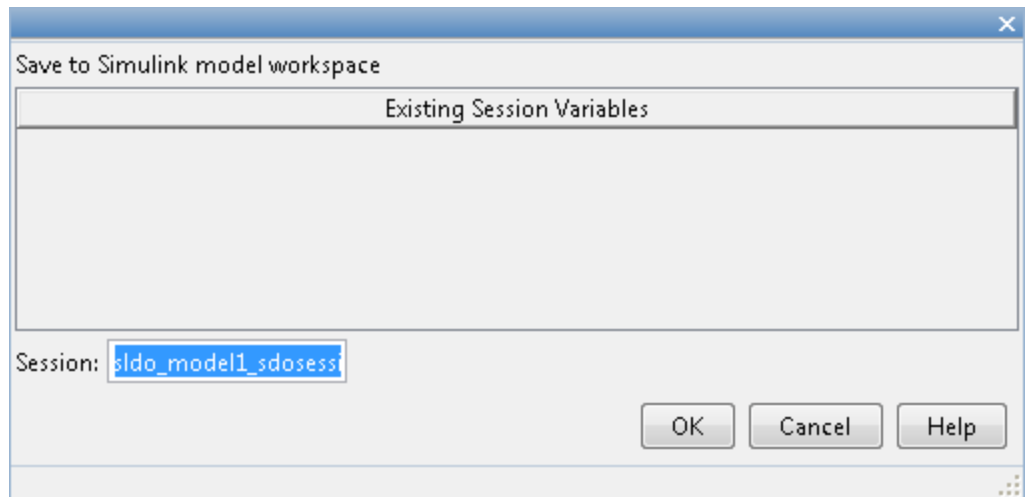 Save to Simulink model workspace
Existing Session Variables
Session: sldo_model1_sdosessi
OK Cancel Help